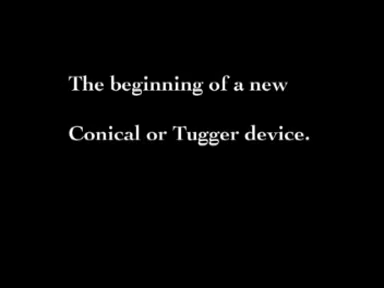 The beginning of a new
Conical or Tugger device.